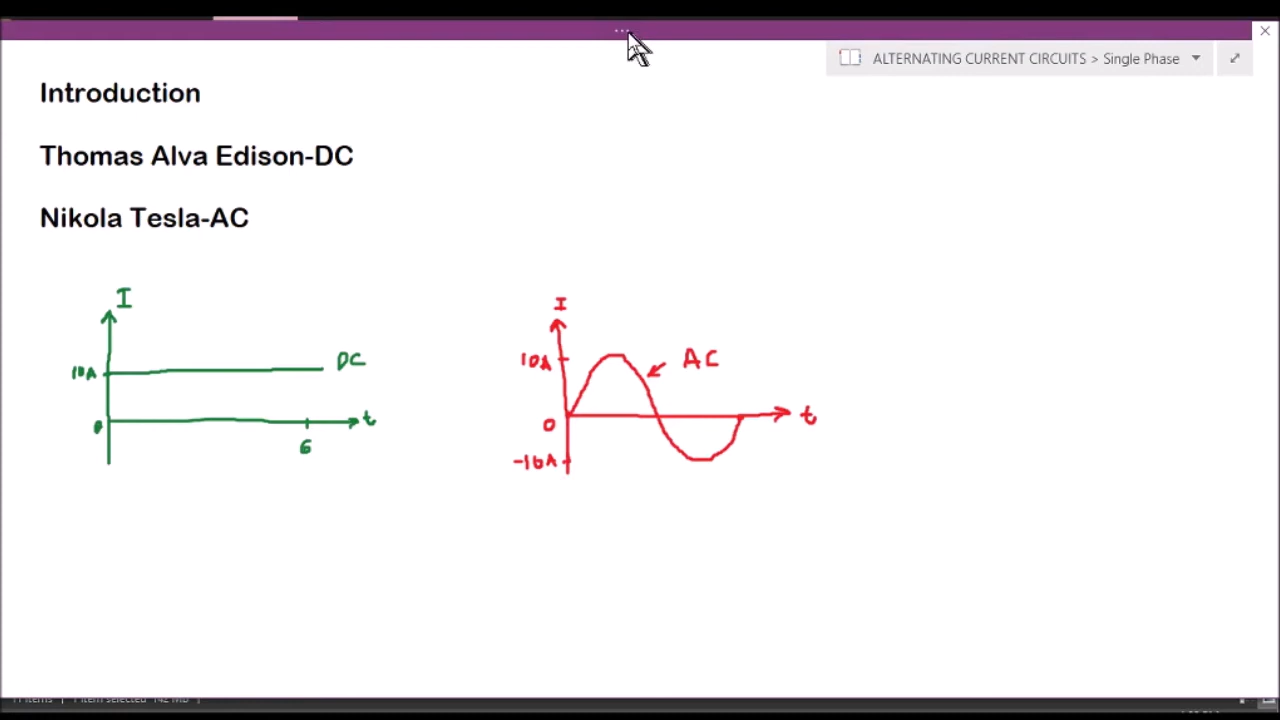 ALTERNATING CURRENT CIRCUITS > Single Phase
Introduction
Thomas Alva Edison-DC
Nikola Tesla-AC
I
10A
DC
0
t
6
I
10A
AC
0
t
-10A